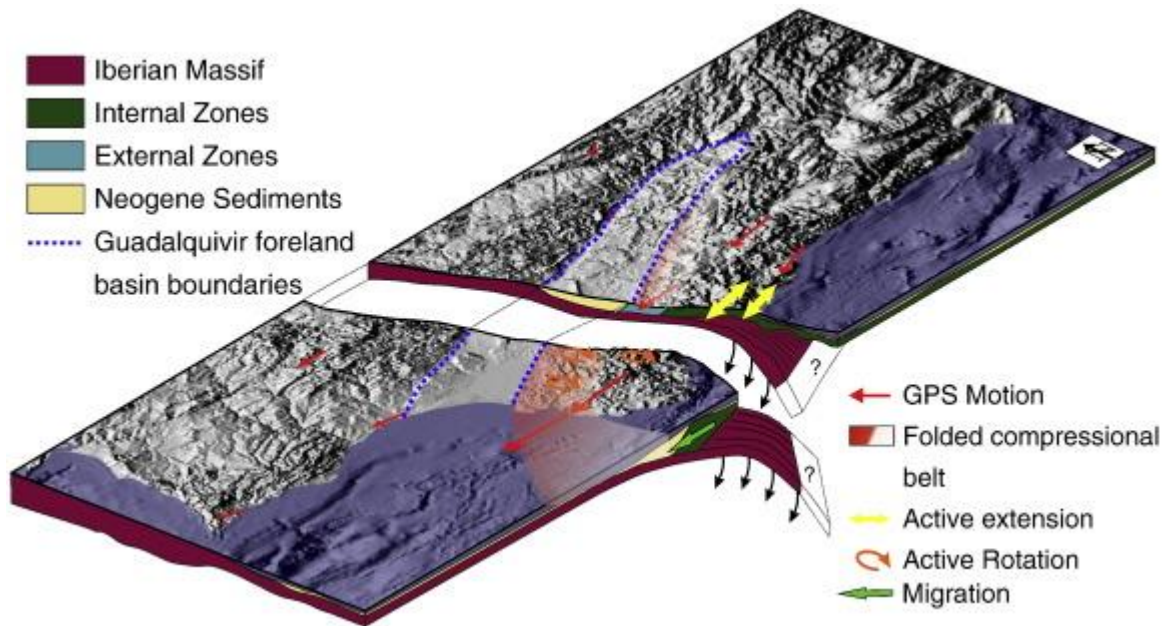 Iberian Massif
Internal Zones
External Zones
Neogene Sediments
Guadalquivir foreland
basin boundaries
?
?
GPS Motion
Folded compressional
belt
Active extension
Active Rotation
Migration